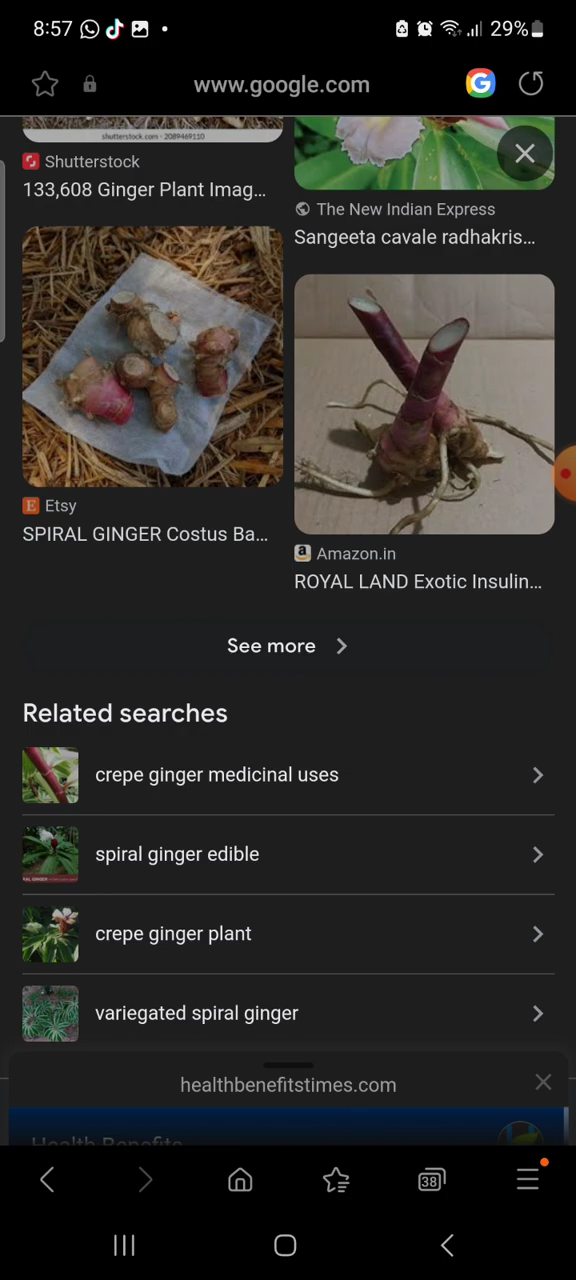 8:57
29%
www.google.com
shutterstock.com · 2089469110
Shutterstock
133,608 Ginger Plant Imag...
The New Indian Express
Sangeeta cavale radhakris...
Etsy
SPIRAL GINGER Costus Ba...
Amazon.in
ROYAL LAND Exotic Insulin...
See more
Related searches
crepe ginger medicinal uses
spiral ginger edible
crepe ginger plant
variegated spiral ginger
healthbenefitstimes.com
Health Benefits
38